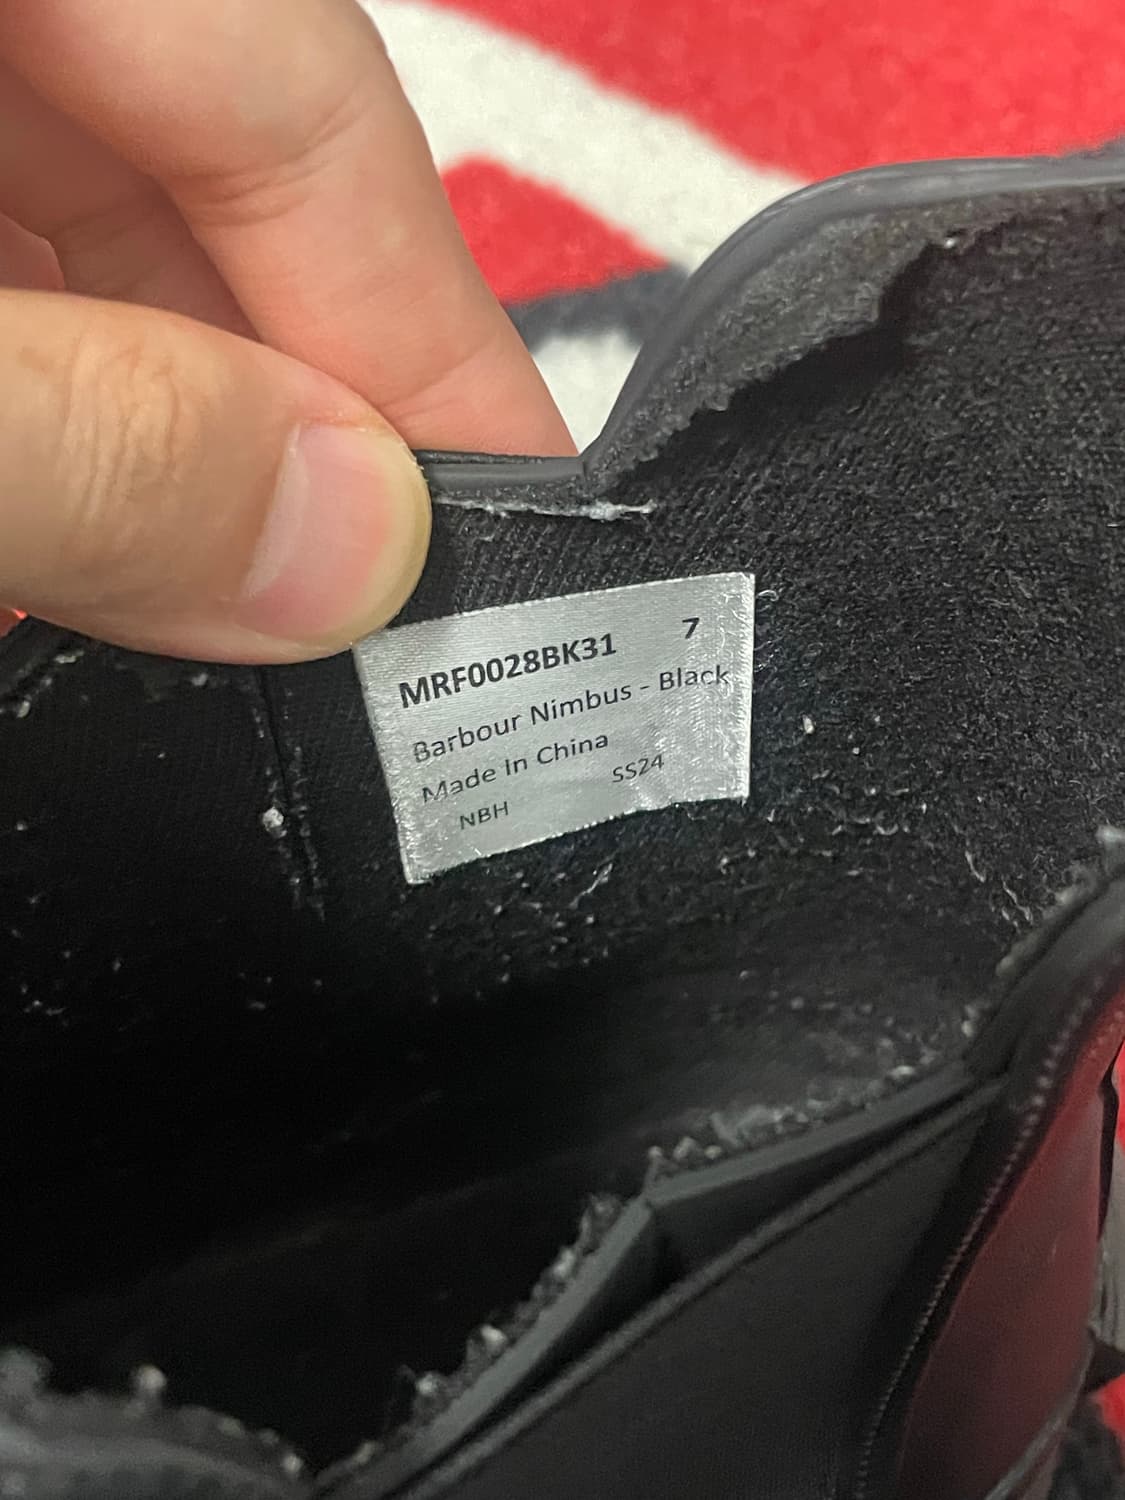 MRF0028BK31 7
Barbour Nimbus - Black
Made In China
NBH SS24